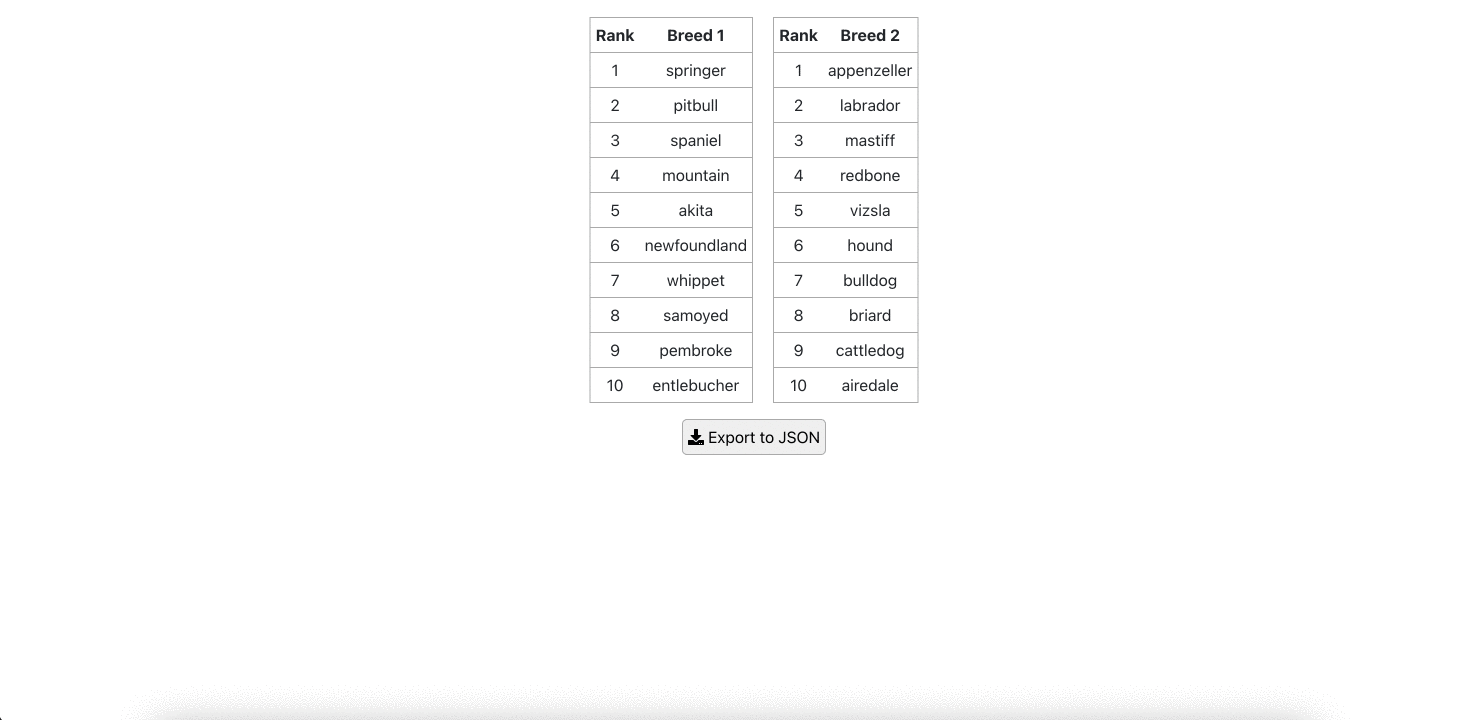 Rank Breed 1 Rank Breed 2
1 springer 1 appenzeller
2 pitbull 2 labrador
3 spaniel 3 mastiff
4 mountain 4 redbone
5 akita 5 vizsla
6 newfoundland 6 hound
7 whippet 7 bulldog
8 samoyed 8 briard
9 pembroke 9 cattledog
10 entlebucher 10 airedale
Export to JSON